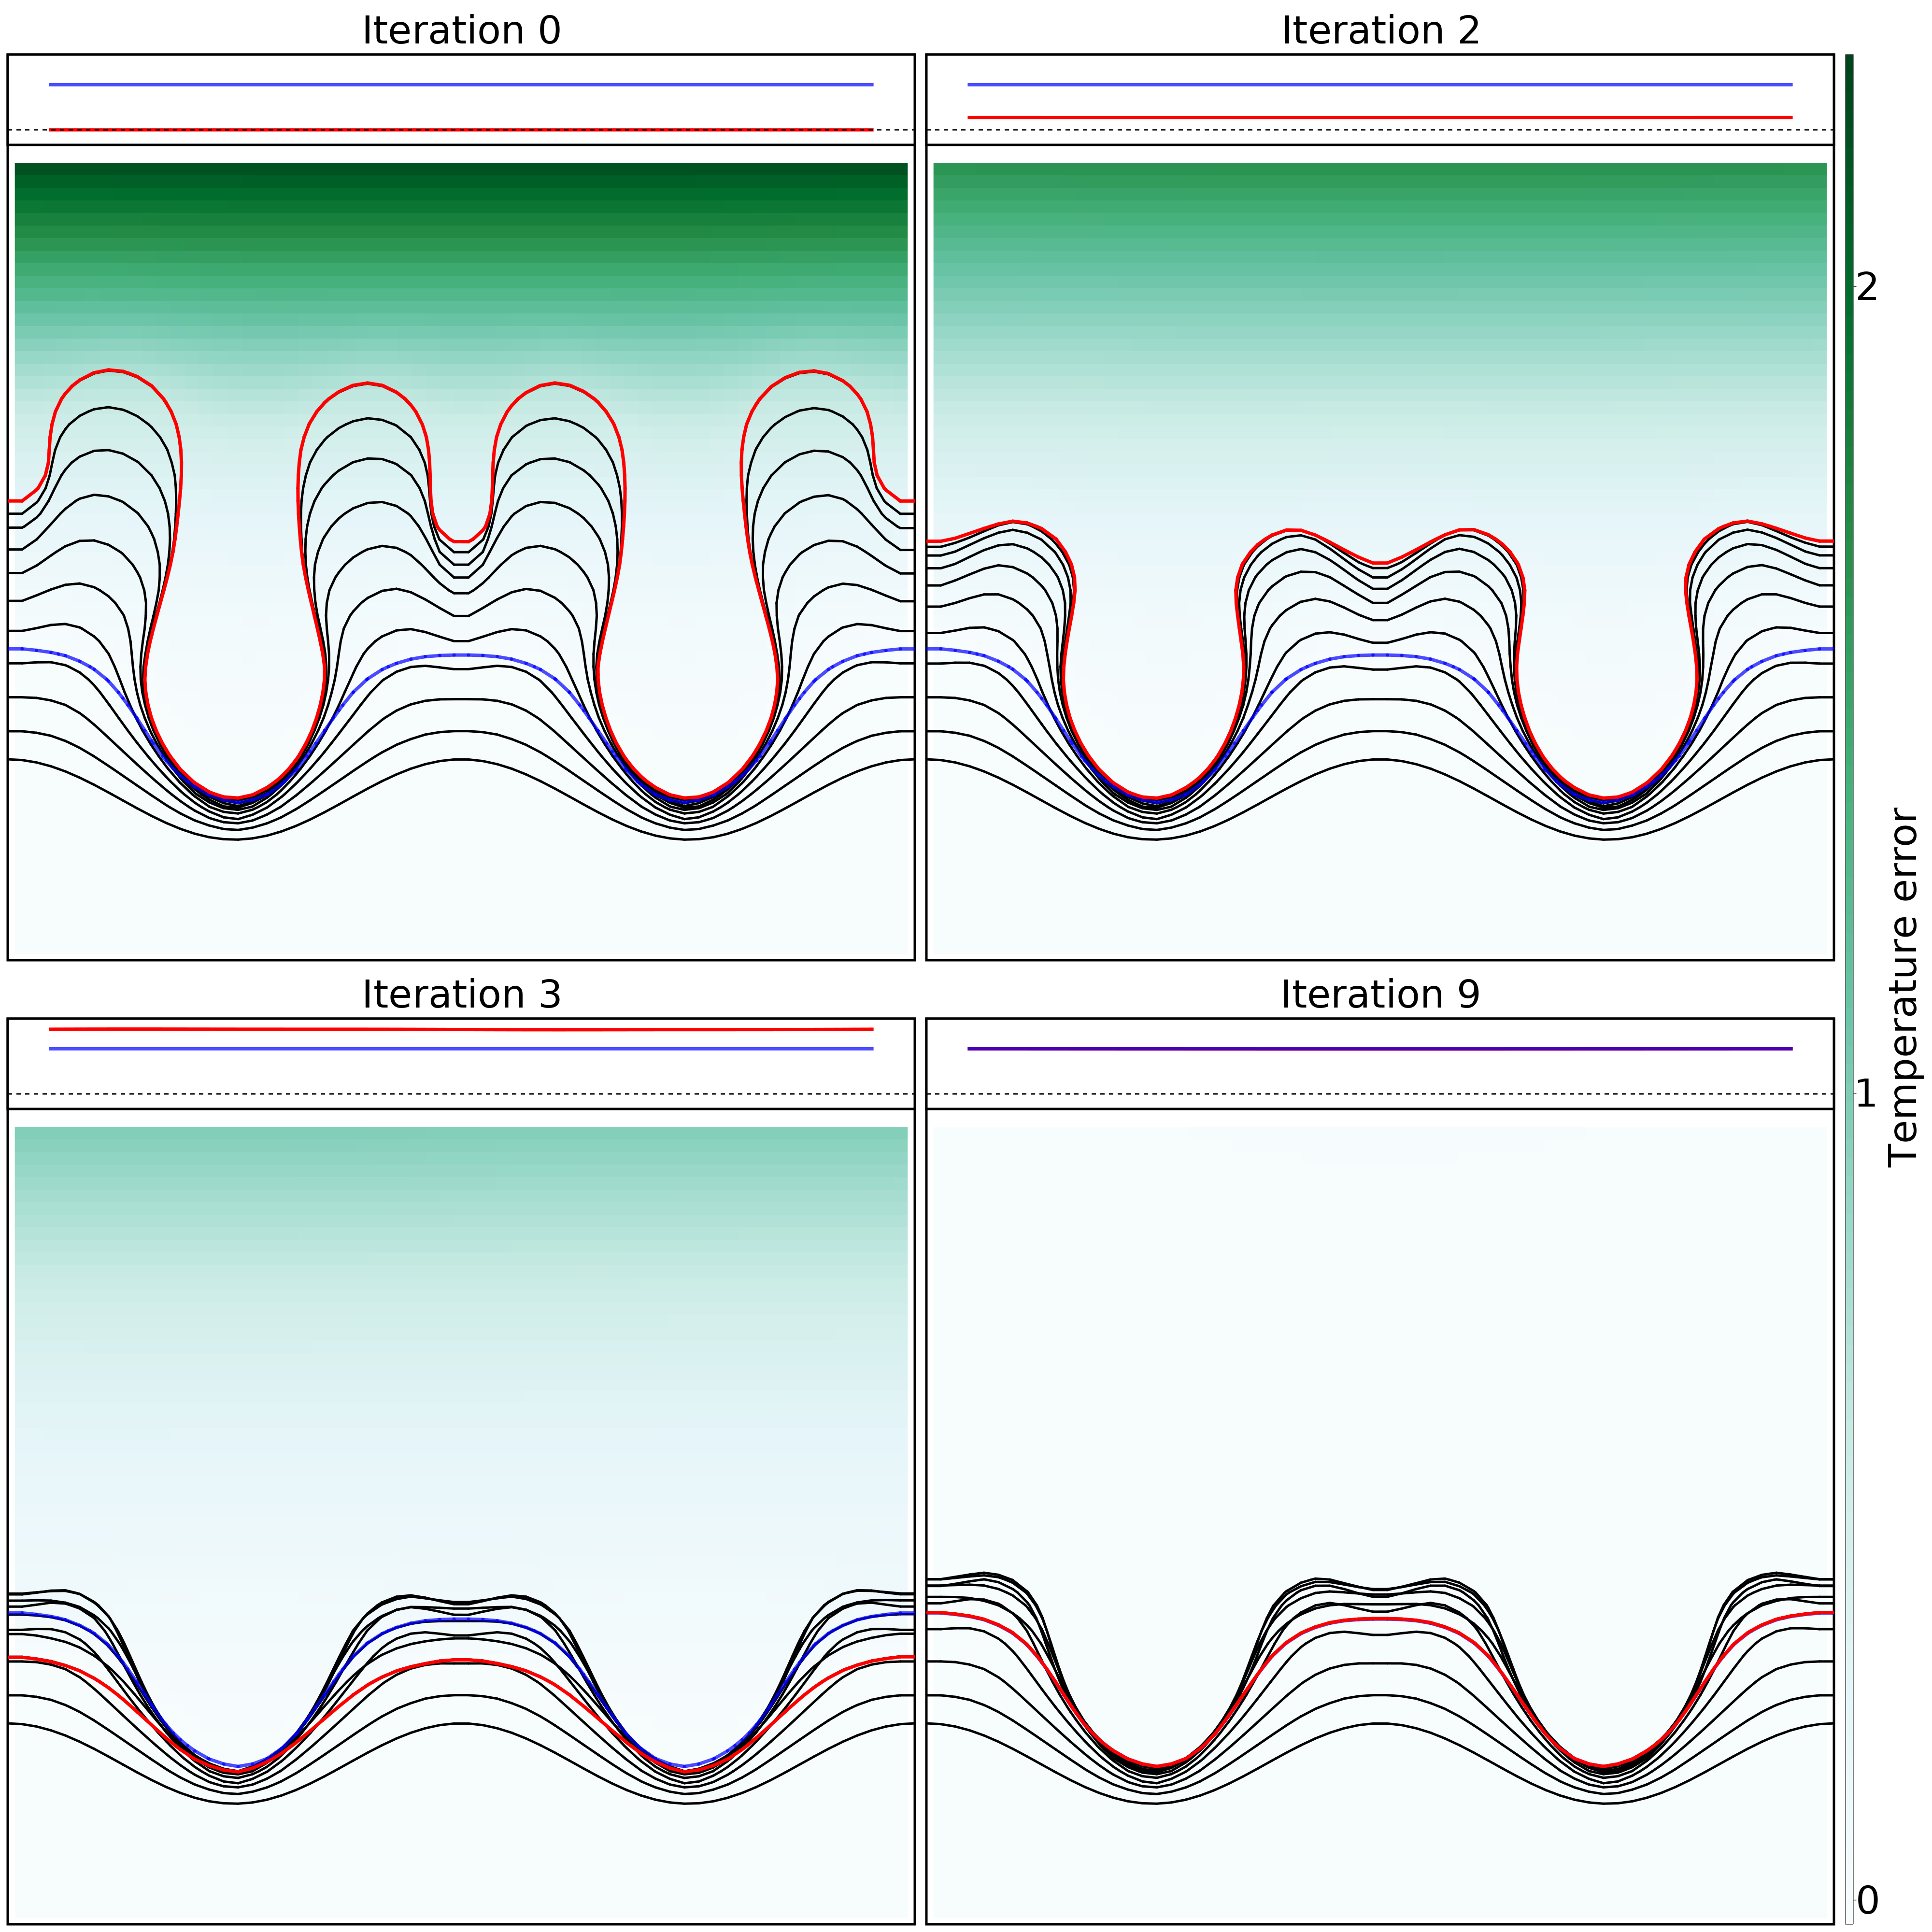 Iteration 0
Iteration 2
2
Temperature error
Iteration 3
Iteration 9
1
0